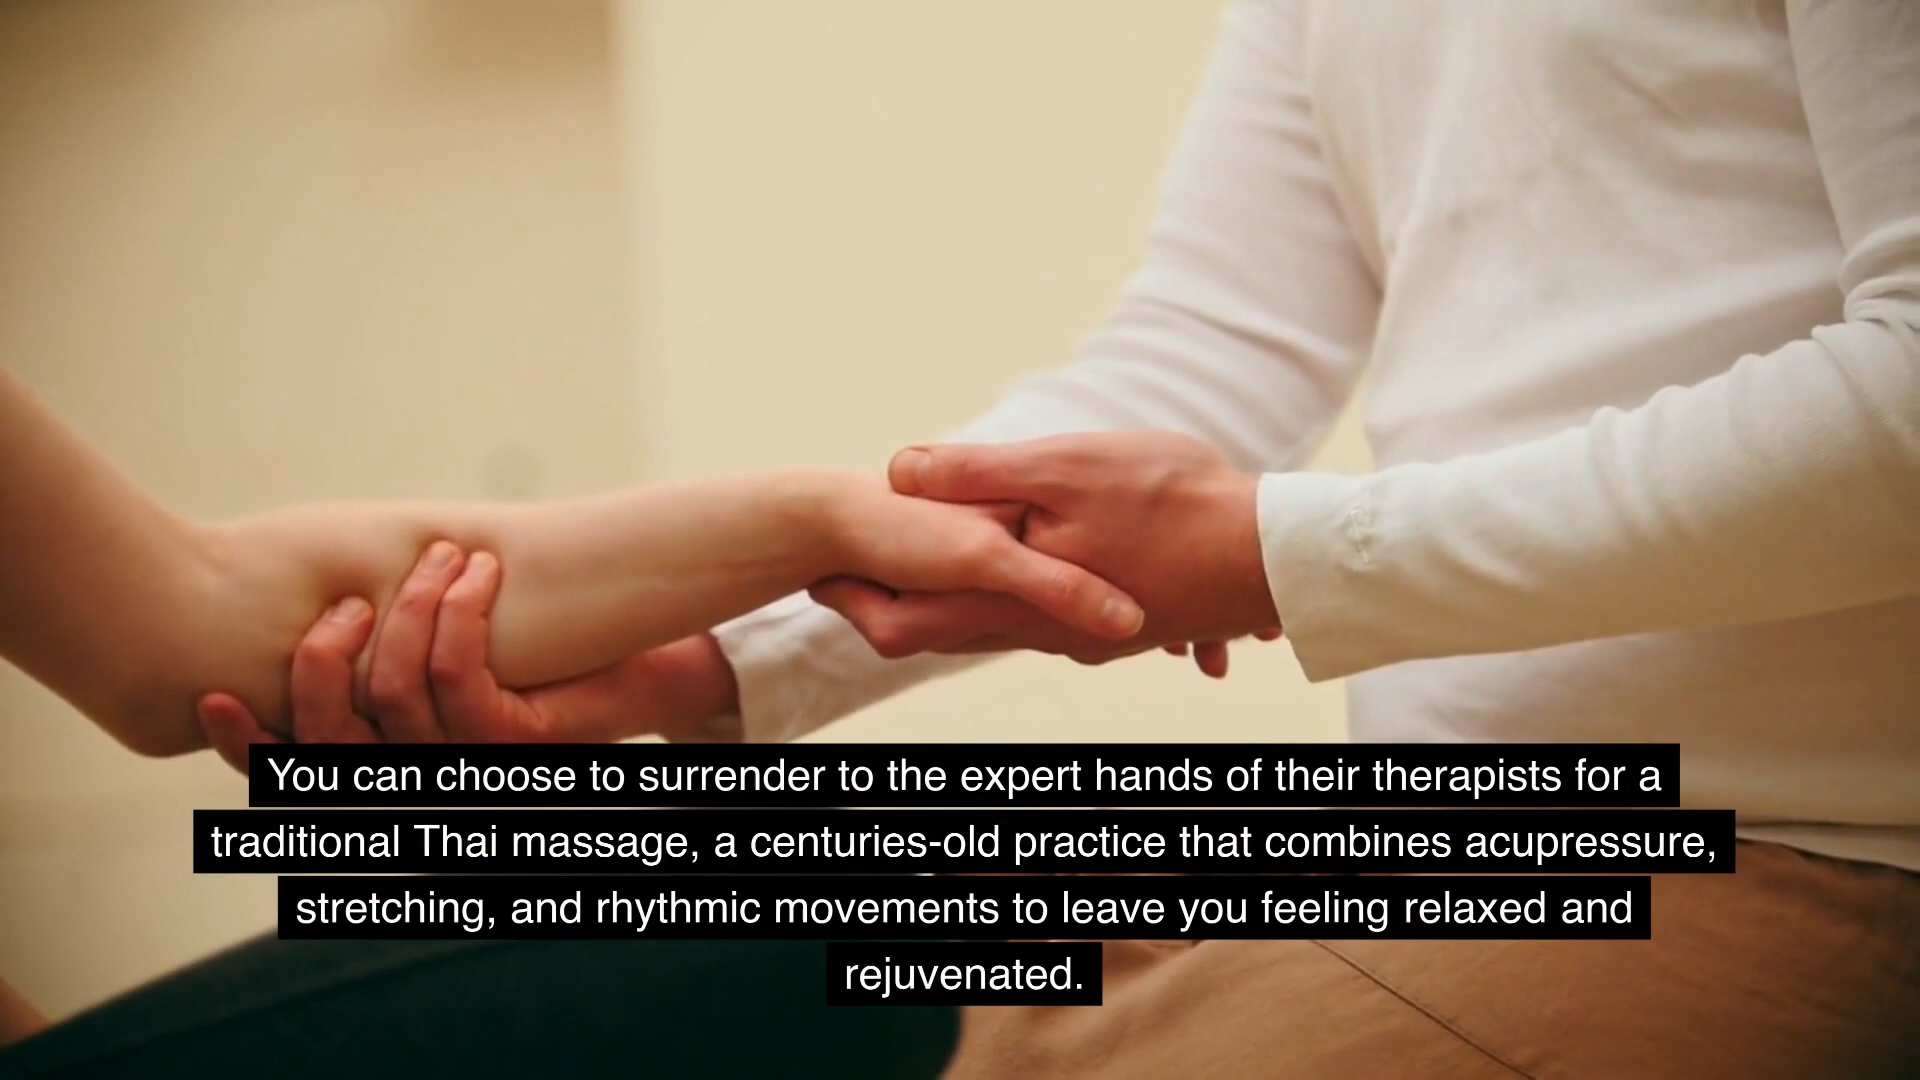 You can choose to surrender to the expert hands of their therapists for a
traditional Thai massage, a centuries-old practice that combines acupressure,
stretching, and rhythmic movements to leave you feeling relaxed and
rejuvenated.